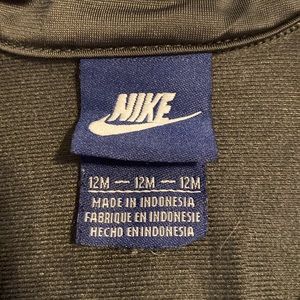 NIKE
12M — 12M — 12M
MADE IN INDONESIA
FABRIQUE EN INDONESIE
HECHO EN INDONESIA